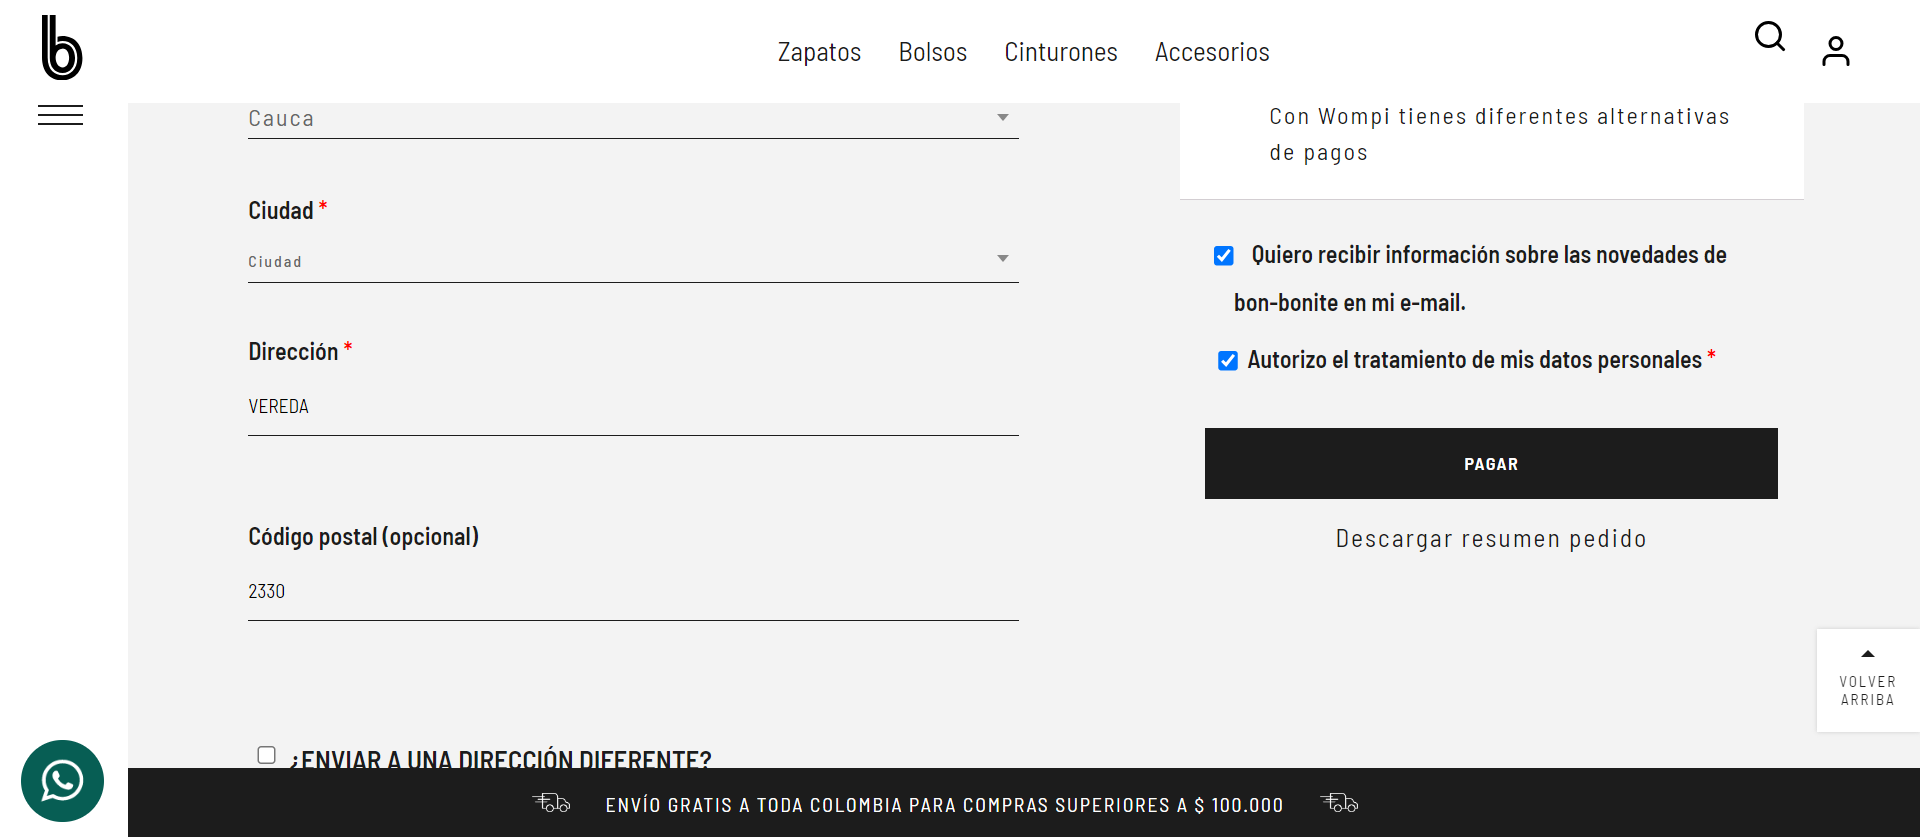 b
Zapatos Bolsos Cinturones Accesorios
Cauca
Ciudad *
Ciudad
Dirección *
VEREDA
Código postal (opcional)
2330
¿ENVIAR A UNA DIRECCIÓN DIFERENTE?
Con Wompi tienes diferentes alternativas
de pagos
Quiero recibir información sobre las novedades de
bon-bonite en mi e-mail.
Autorizo el tratamiento de mis datos personales *
PAGAR
Descargar resumen pedido
VOLVER
ARRIBA
ENVÍO GRATIS A TODA COLOMBIA PARA COMPRAS SUPERIORES A $ 100.000